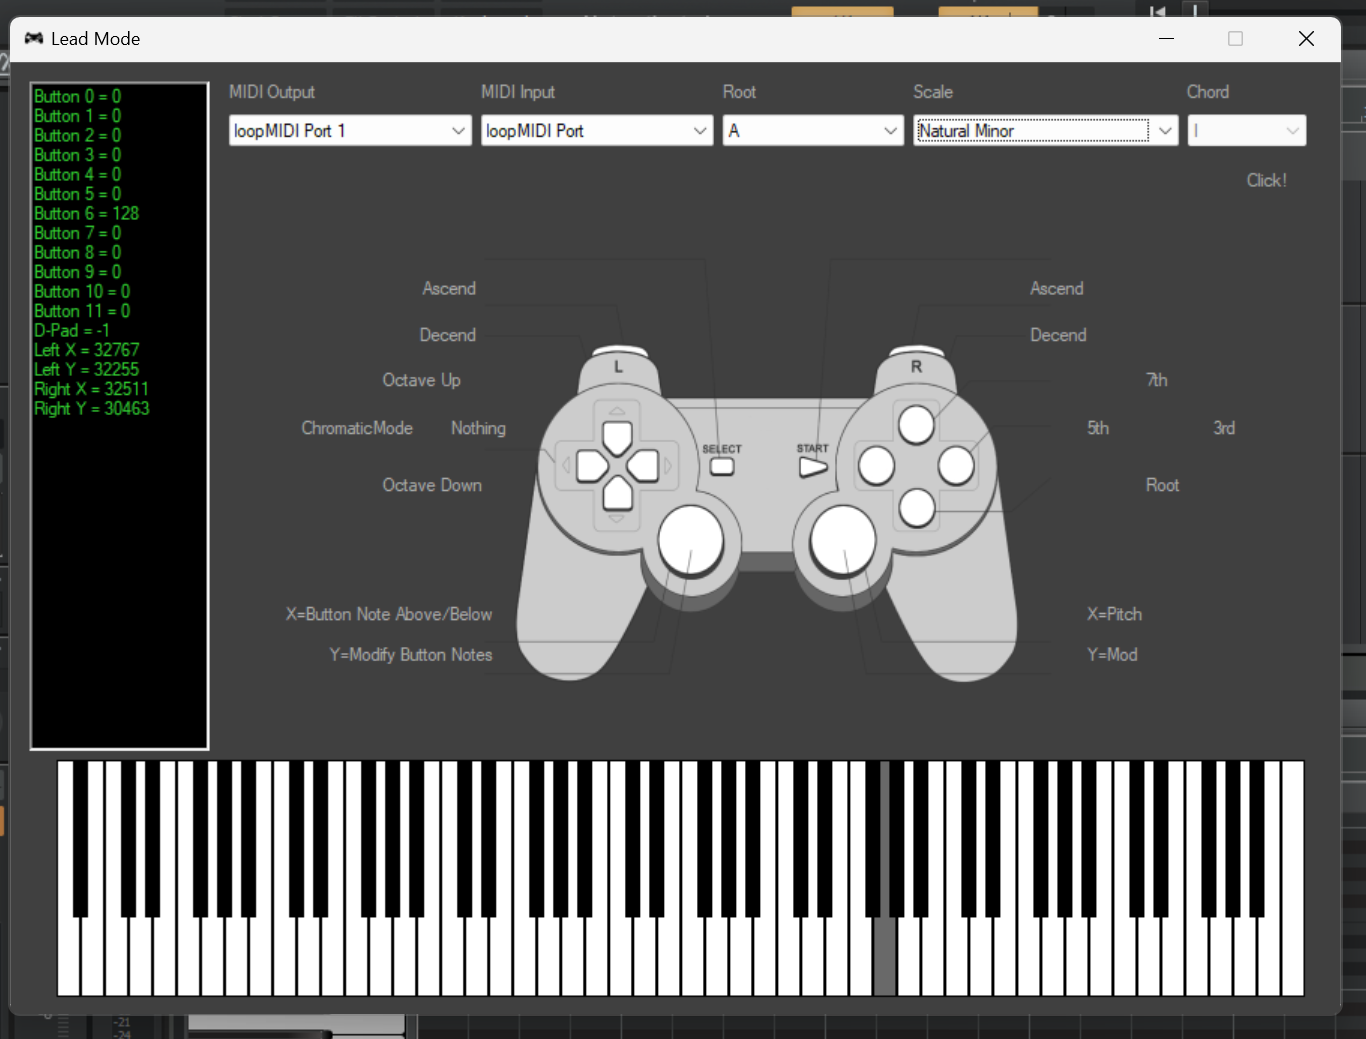 Lead Mode
MIDI Output MIDI Input Root Scale Chord
loopMIDI Port 1 loopMIDI Port A Natural Minor I
Click!
Button 0 = 0
Button 1 = 0
Button 2 = 0
Button 3 = 0
Button 4 = 0
Button 5 = 0
Button 6 = 128
Button 7 = 0
Button 8 = 0
Button 9 = 0
Button 10 = 0
Button 11 = 0
D-Pad = -1
Left X = 32767
Left Y = 32255
Right X = 32511
Right Y = 30463
Ascend Ascend
Decend Decend
L R
Octave Up 7th
ChromaticMode Nothing 5th 3rd
SELECT START
Octave Down Root
X=Button Note Above/Below X=Pitch
Y=Modify Button Notes Y=Mod
-21
-24